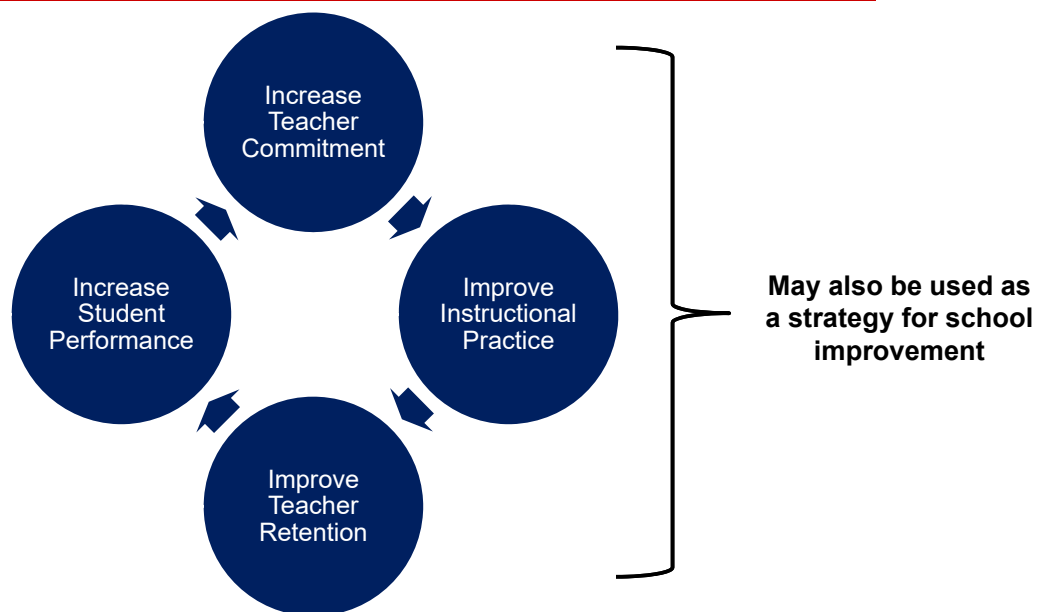 Increase
Teacher
Commitment
Increase
Student
Performance
Improve
Instructional
Practice
Improve
Teacher
Retention
May also be used as
a strategy for school
improvement